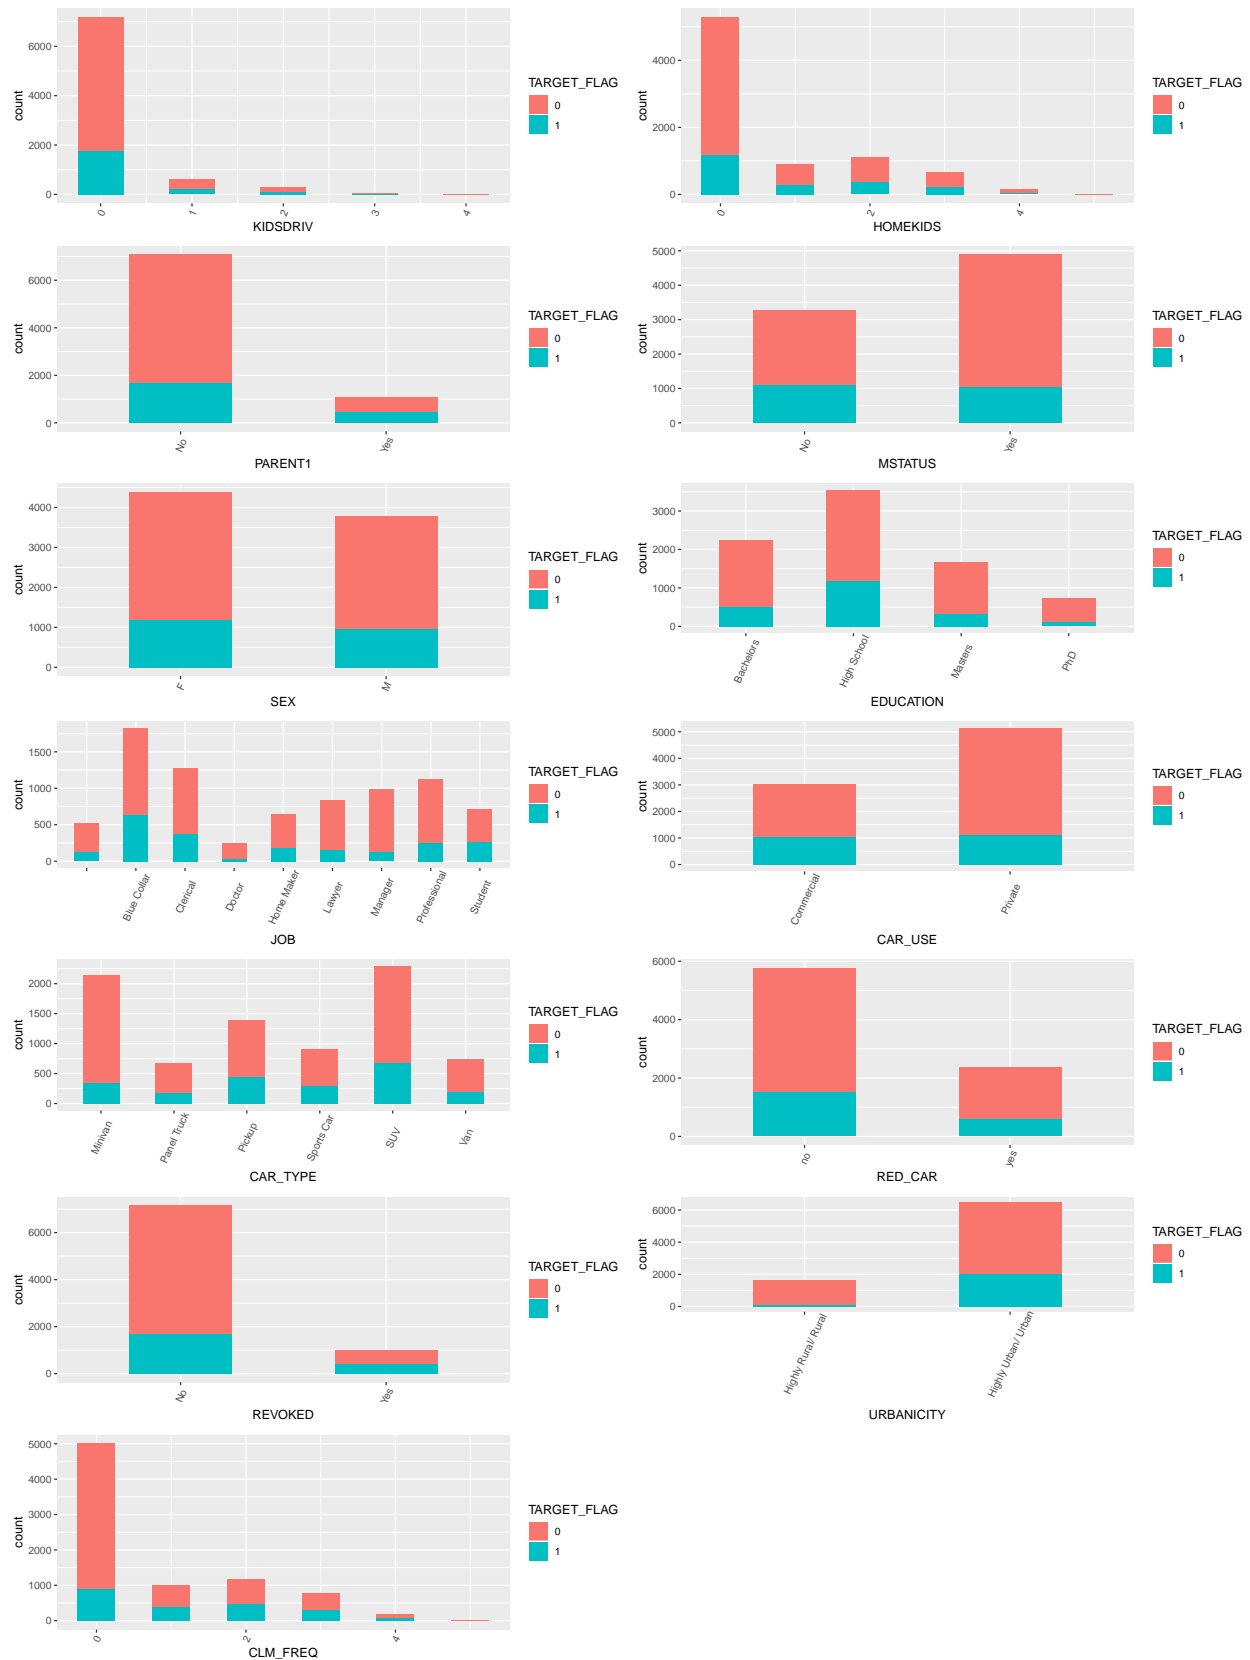 count
6000
4000
2000
0
0
1
2
3
4
KIDSDRIV
TARGET_FLAG
0
1
count
4000
2000
0
0
2
4
HOMEKIDS
TARGET_FLAG
0
1
count
6000
4000
2000
0
No
Yes
PARENT1
TARGET_FLAG
0
1
count
5000
4000
3000
2000
1000
0
No
Yes
MSTATUS
TARGET_FLAG
0
1
count
4000
3000
2000
1000
0
F
M
SEX
TARGET_FLAG
0
1
count
3000
2000
1000
0
Bachelors
High School
Masters
PhD
EDUCATION
TARGET_FLAG
0
1
count
1500
1000
500
0
Blue Collar
Clerical
Doctor
Home Maker
Lawyer
Manager
Professional
Student
JOB
TARGET_FLAG
0
1
count
5000
4000
3000
2000
1000
0
Commercial
Private
CAR_USE
TARGET_FLAG
0
1
count
2000
1500
1000
500
0
Minivan
Panel Truck
Pickup
Sports Car
SUV
Van
CAR_TYPE
TARGET_FLAG
0
1
count
6000
4000
2000
0
no
yes
RED_CAR
TARGET_FLAG
0
1
count
6000
4000
2000
0
No
Yes
REVOKED
TARGET_FLAG
0
1
count
6000
4000
2000
0
Highly Rural/ Rural
Highly Urban/ Urban
URBANICITY
TARGET_FLAG
0
1
count
5000
4000
3000
2000
1000
0
0
2
4
CLM_FREQ
TARGET_FLAG
0
1